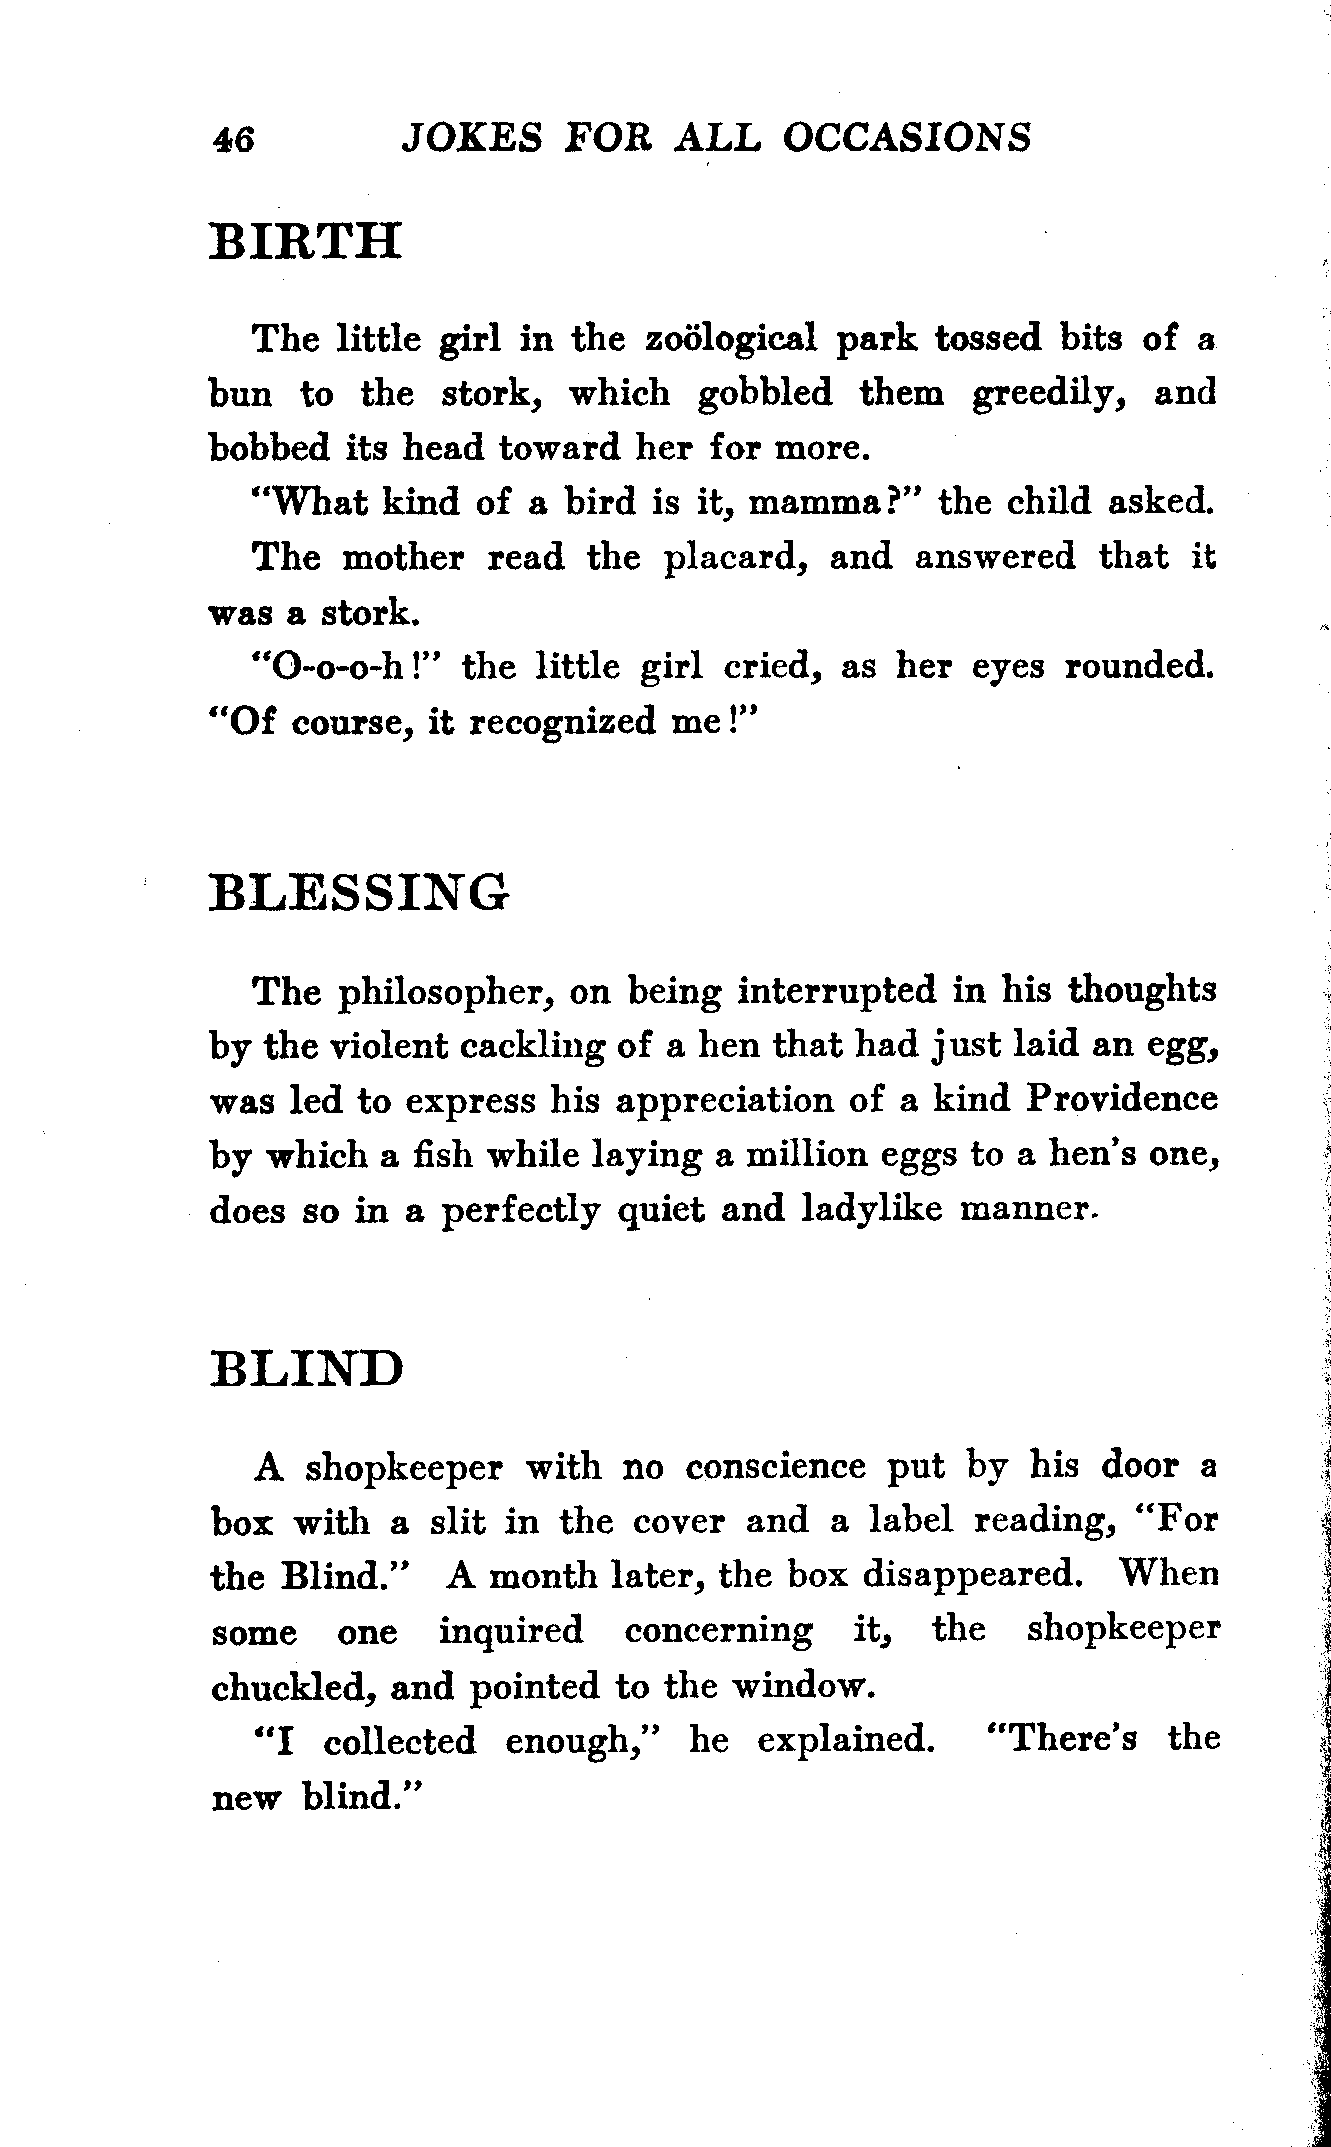 46 JOKES FOR ALL OCCASIONS
BIRTH
The little girl in the zoölogical park tossed bits of a
bun to the stork, which gobbled them greedily, and
bobbed its head toward her for more.
"What kind of a bird is it, mamma?" the child asked.
The mother read the placard, and answered that it
was a stork.
"O-o-o-h!" the little girl cried, as her eyes rounded.
"Of course, it recognized me!"
BLESSING
The philosopher, on being interrupted in his thoughts
by the violent cackling of a hen that had just laid an egg,
was led to express his appreciation of a kind Providence
by which a fish while laying a million eggs to a hen's one,
does so in a perfectly quiet and ladylike manner.
BLIND
A shopkeeper with no conscience put by his door a
box with a slit in the cover and a label reading, "For
the Blind." A month later, the box disappeared. When
some one inquired concerning it, the shopkeeper
chuckled, and pointed to the window.
"I collected enough," he explained. "There's the
new blind."